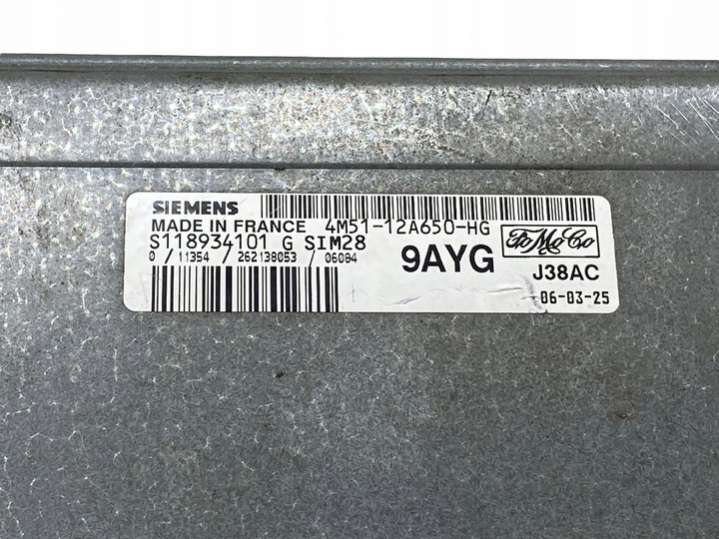 SIEMENS
MADE IN FRANCE 4M51-12A650-HG
S118934101 G SIM28
0 / 11354 / 262138053 / 06084
9AYG
FoMoCo
J38AC
06-03-25